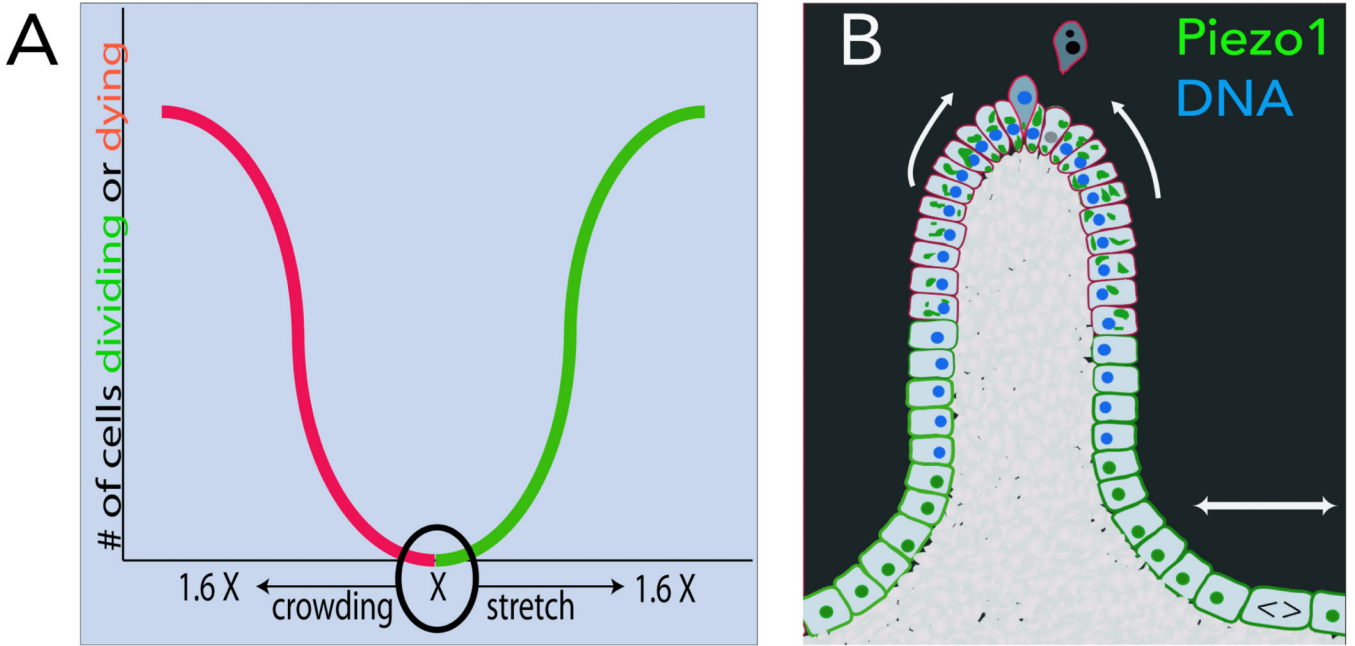 A
# of cells dividing or dying
1.6 X
crowding
X
stretch
1.6 X
B
Piezo1
DNA
< >